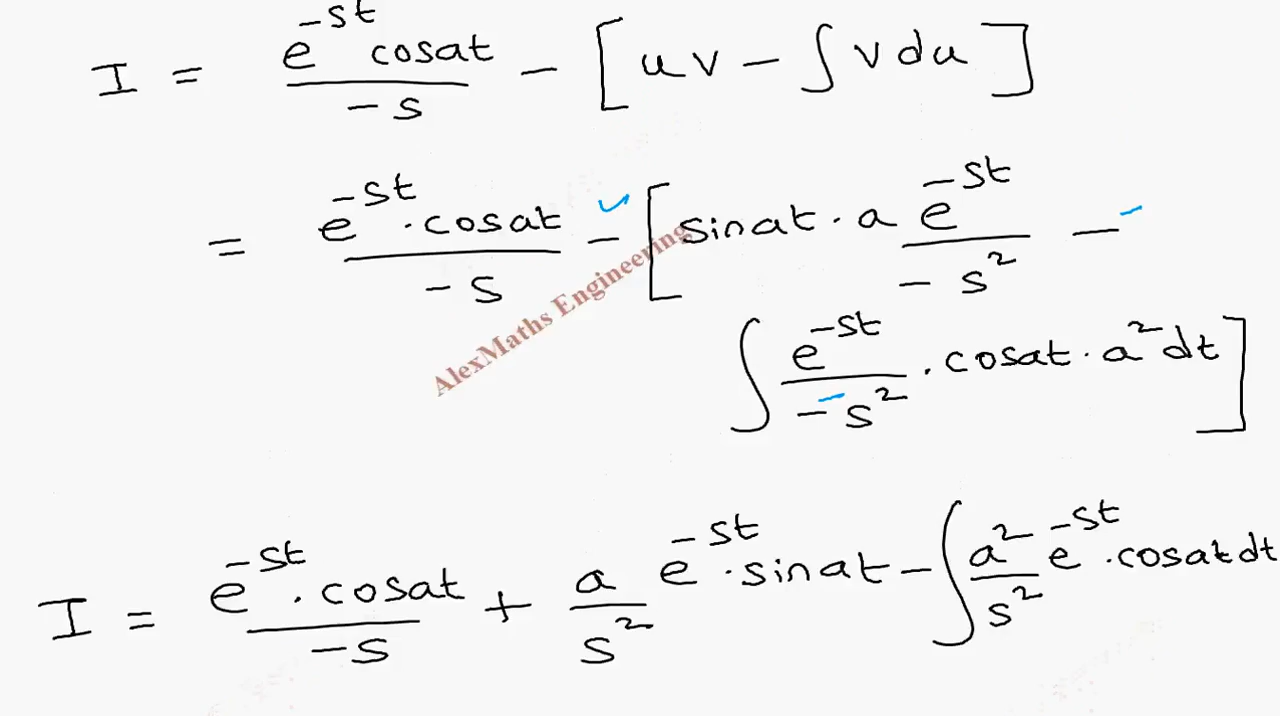 I = e^{-st} cosat / -s - [uv - ∫ v du]
= e^{-st} · cosat / -s - [sinat · a e^{-st} / -s² -
∫ e^{-st} / -s² · cosat · a² dt]
AlexMaths Engineering
I = e^{-st} · cosat / -s + a / s² e^{-st} · sinat - ∫ a² / s² e^{-st} · cosat dt